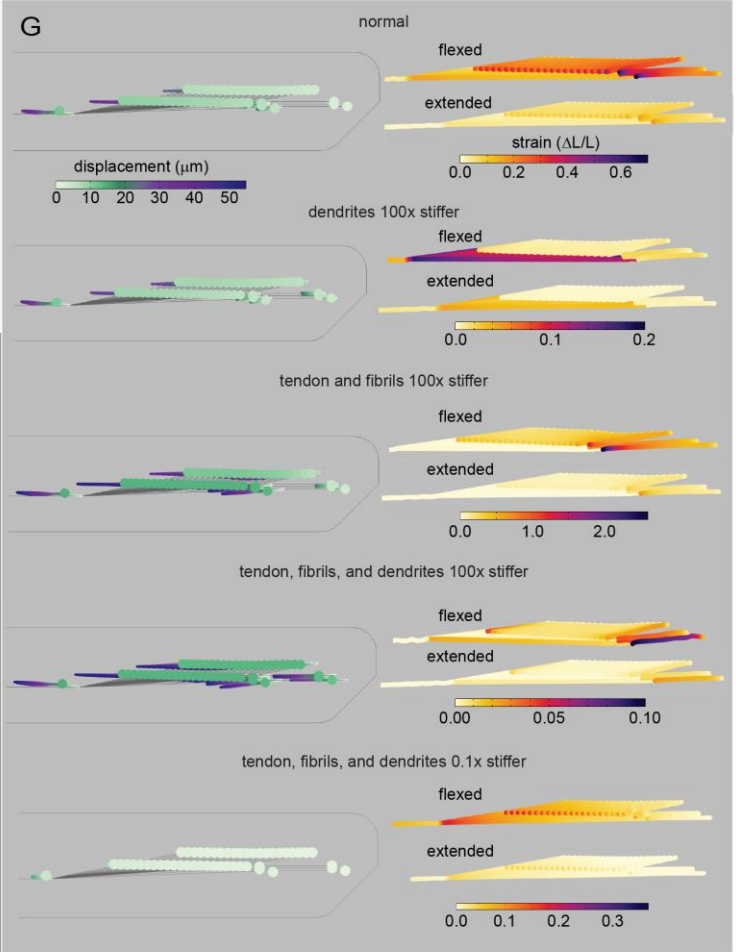 G
normal
flexed
extended
displacement (μm)
0 10 20 30 40 50
strain (ΔL/L)
0.0 0.2 0.4 0.6
dendrites 100x stiffer
flexed
extended
0.0 0.1 0.2
tendon and fibrils 100x stiffer
flexed
extended
0.0 1.0 2.0
tendon, fibrils, and dendrites 100x stiffer
flexed
extended
0.00 0.05 0.10
tendon, fibrils, and dendrites 0.1x stiffer
flexed
extended
0.0 0.1 0.2 0.3